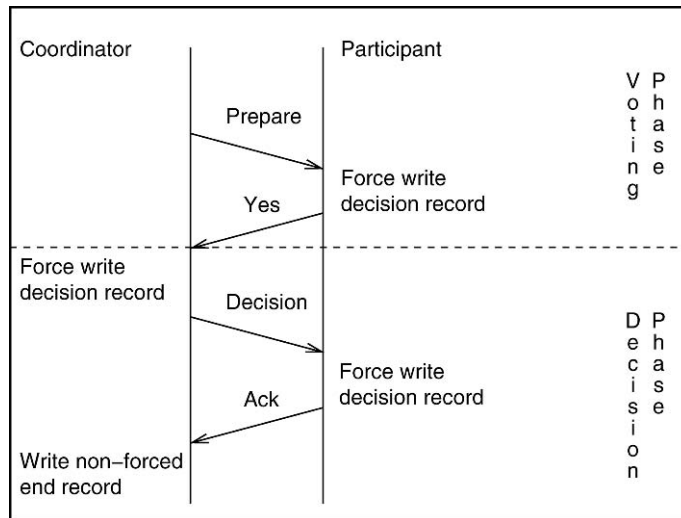 Coordinator
Participant
Voting
Phase
Prepare
Force write
decision record
Yes
Force write
decision record
Decision
Force write
decision record
Ack
Write non–forced
end record
Decision
Phase